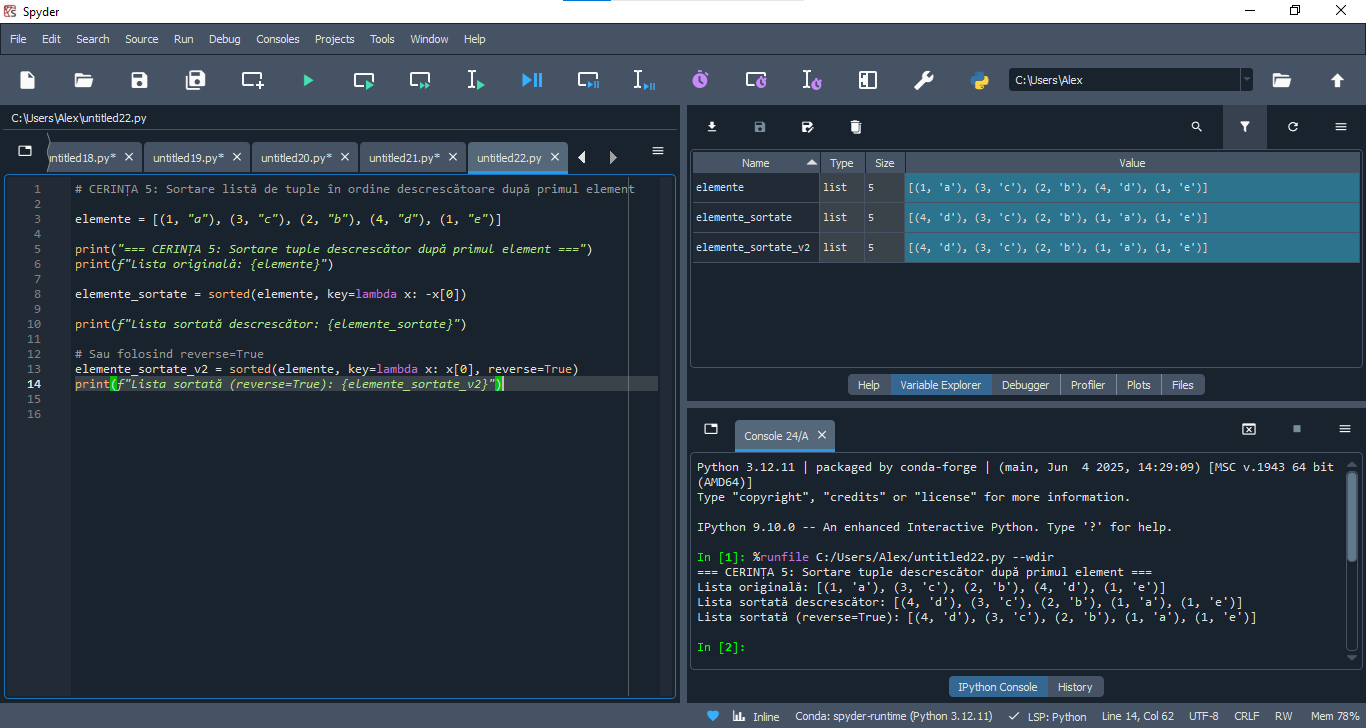 Spyder
File Edit Search Source Run Debug Consoles Projects Tools Window Help
C:\Users\Alex
C:\Users\Alex\untitled22.py
untitled18.py* untitled19.py* untitled20.py* untitled21.py* untitled22.py
1 # CERINȚA 5: Sortare listă de tuple în ordine descrescătoare după primul element
2
3 elemente = [(1, "a"), (3, "c"), (2, "b"), (4, "d"), (1, "e")]
4
5 print("=== CERINȚA 5: Sortare tuple descrescător după primul element ===")
6 print(f"Lista originală: {elemente}")
7
8 elemente_sortate = sorted(elemente, key=lambda x: -x[0])
9
10 print(f"Lista sortată descrescător: {elemente_sortate}")
11
12 # Sau folosind reverse=True
13 elemente_sortate_v2 = sorted(elemente, key=lambda x: x[0], reverse=True)
14 print(f"Lista sortată (reverse=True): {elemente_sortate_v2}")
15
16
Name Type Size Value
elemente list 5 [(1, 'a'), (3, 'c'), (2, 'b'), (4, 'd'), (1, 'e')]
elemente_sortate list 5 [(4, 'd'), (3, 'c'), (2, 'b'), (1, 'a'), (1, 'e')]
elemente_sortate_v2 list 5 [(4, 'd'), (3, 'c'), (2, 'b'), (1, 'a'), (1, 'e')]
Help Variable Explorer Debugger Profiler Plots Files
Console 24/A
Python 3.12.11 | packaged by conda-forge | (main, Jun  4 2025, 14:29:09) [MSC v.1943 64 bit
(AMD64)]
Type "copyright", "credits" or "license" for more information.
IPython 9.10.0 -- An enhanced Interactive Python. Type '?' for help.
In [1]: %runfile C:/Users/Alex/untitled22.py --wdir
=== CERINȚA 5: Sortare tuple descrescător după primul element ===
Lista originală: [(1, 'a'), (3, 'c'), (2, 'b'), (4, 'd'), (1, 'e')]
Lista sortată descrescător: [(4, 'd'), (3, 'c'), (2, 'b'), (1, 'a'), (1, 'e')]
Lista sortată (reverse=True): [(4, 'd'), (3, 'c'), (2, 'b'), (1, 'a'), (1, 'e')]
In [2]:
IPython Console History
Inline Conda: spyder-runtime (Python 3.12.11) LSP: Python Line 14, Col 62 UTF-8 CRLF RW Mem 78%